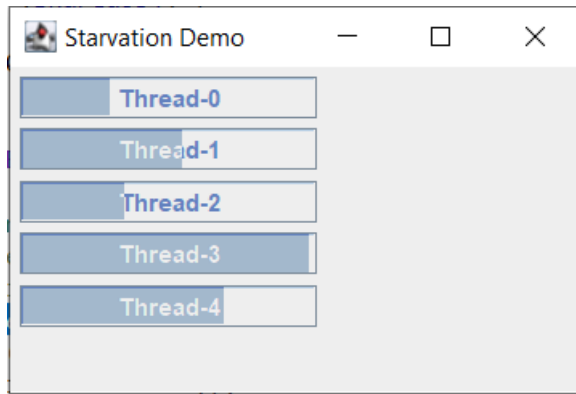 Starvation Demo
Thread-0
Thread-1
Thread-2
Thread-3
Thread-4